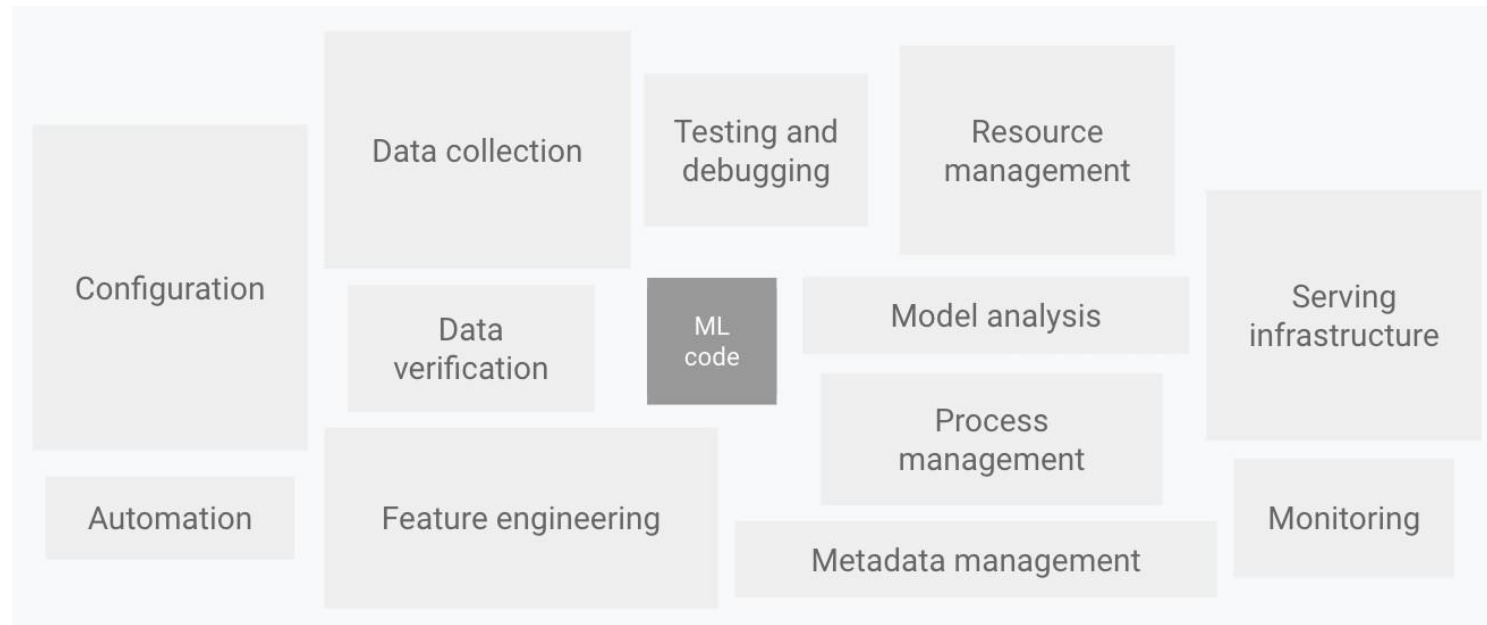 Data collection
Testing and
debugging
Resource
management
Configuration
Data
verification
ML
code
Model analysis
Serving
infrastructure
Process
management
Automation
Feature engineering
Metadata management
Monitoring